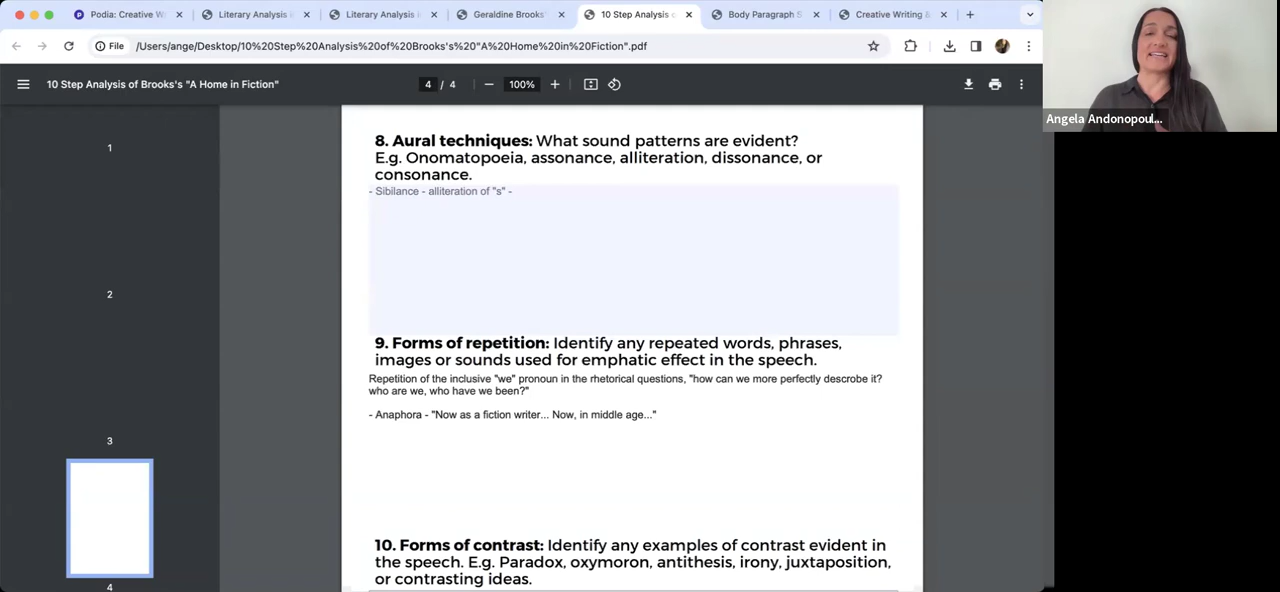 Podia: Creative W
Literary Analysis i
Literary Analysis i
Geraldine Brooks'
10 Step Analysis o
Body Paragraph S
Creative Writing &
File
/Users/ange/Desktop/10%20Step%20Analysis%20of%20Brooks's%20"A%20Home%20in%20Fiction".pdf
10 Step Analysis of Brooks's "A Home in Fiction"
4 / 4
100%
Angela Andonopoul...
1
2
3
4
8. Aural techniques: What sound patterns are evident?
E.g. Onomatopoeia, assonance, alliteration, dissonance, or
consonance.
- Sibilance - alliteration of "s" -
9. Forms of repetition: Identify any repeated words, phrases,
images or sounds used for emphatic effect in the speech.
Repetition of the inclusive "we" pronoun in the rhetorical questions, "how can we more perfectly descrobe it?
who are we, who have we been?"
- Anaphora - "Now as a fiction writer... Now, in middle age..."
10. Forms of contrast: Identify any examples of contrast evident in
the speech. E.g. Paradox, oxymoron, antithesis, irony, juxtaposition,
or contrasting ideas.